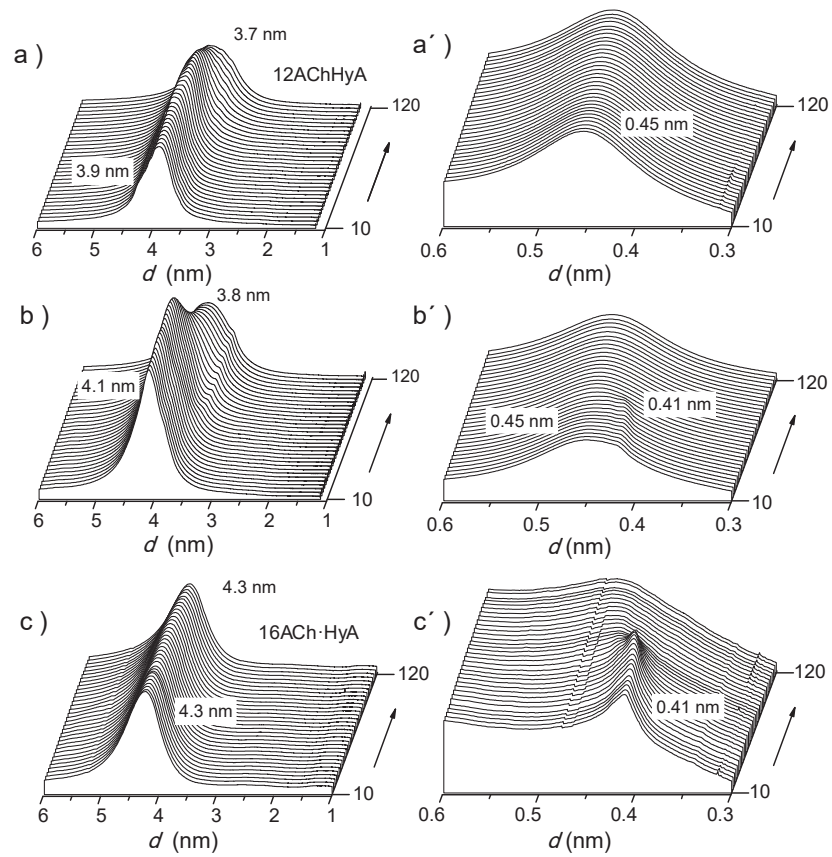 a )
3.7 nm
12AChHyA
3.9 nm
120
10
6 5 4 3 2 1
d (nm)
a´ )
0.45 nm
120
10
0.6 0.5 0.4 0.3
d (nm)
b )
3.8 nm
4.1 nm
120
10
6 5 4 3 2 1
d (nm)
b´ )
0.45 nm
0.41 nm
120
10
0.6 0.5 0.4 0.3
d (nm)
c )
4.3 nm
16ACh·HyA
4.3 nm
120
10
6 5 4 3 2 1
d (nm)
c´ )
0.41 nm
120
10
0.6 0.5 0.4 0.3
d (nm)